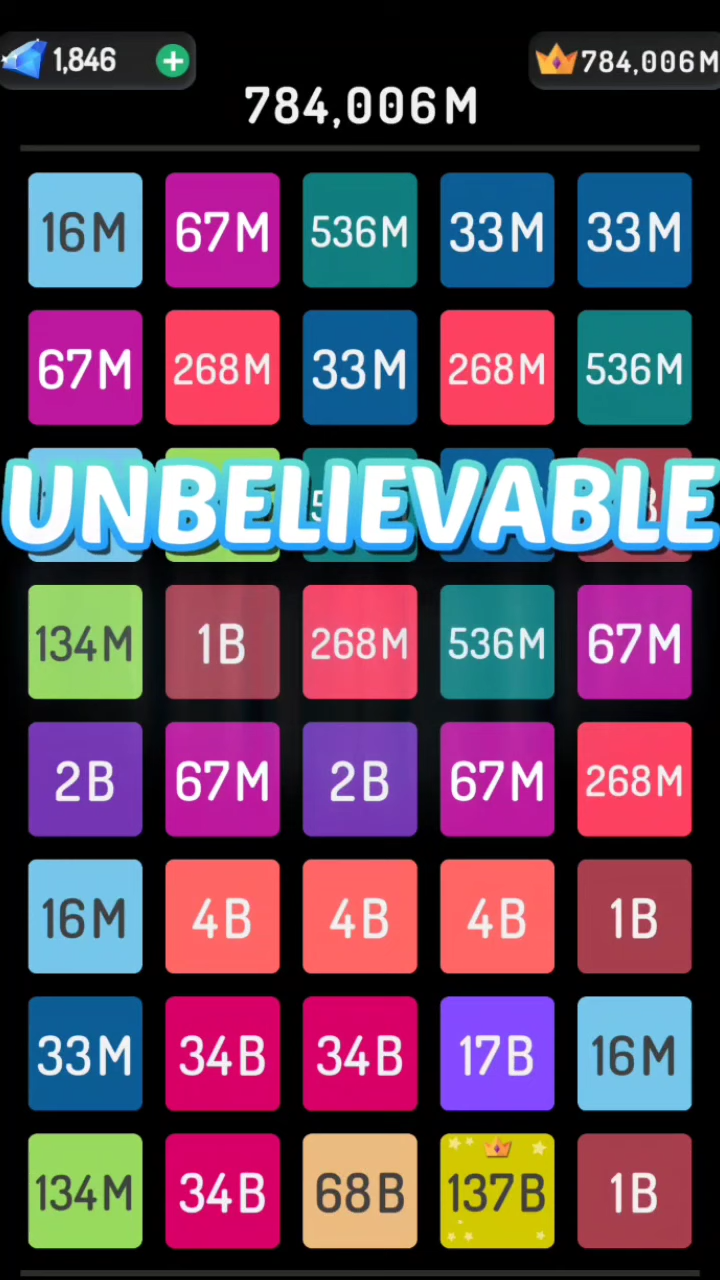 1,846 + 784,006M
784,006M
16M 67M 536M 33M 33M
67M 268M 33M 268M 536M
UNBELIEVABLE
134M 1B 268M 536M 67M
2B 67M 2B 67M 268M
16M 4B 4B 4B 1B
33M 34B 34B 17B 16M
134M 34B 68B 137B 1B